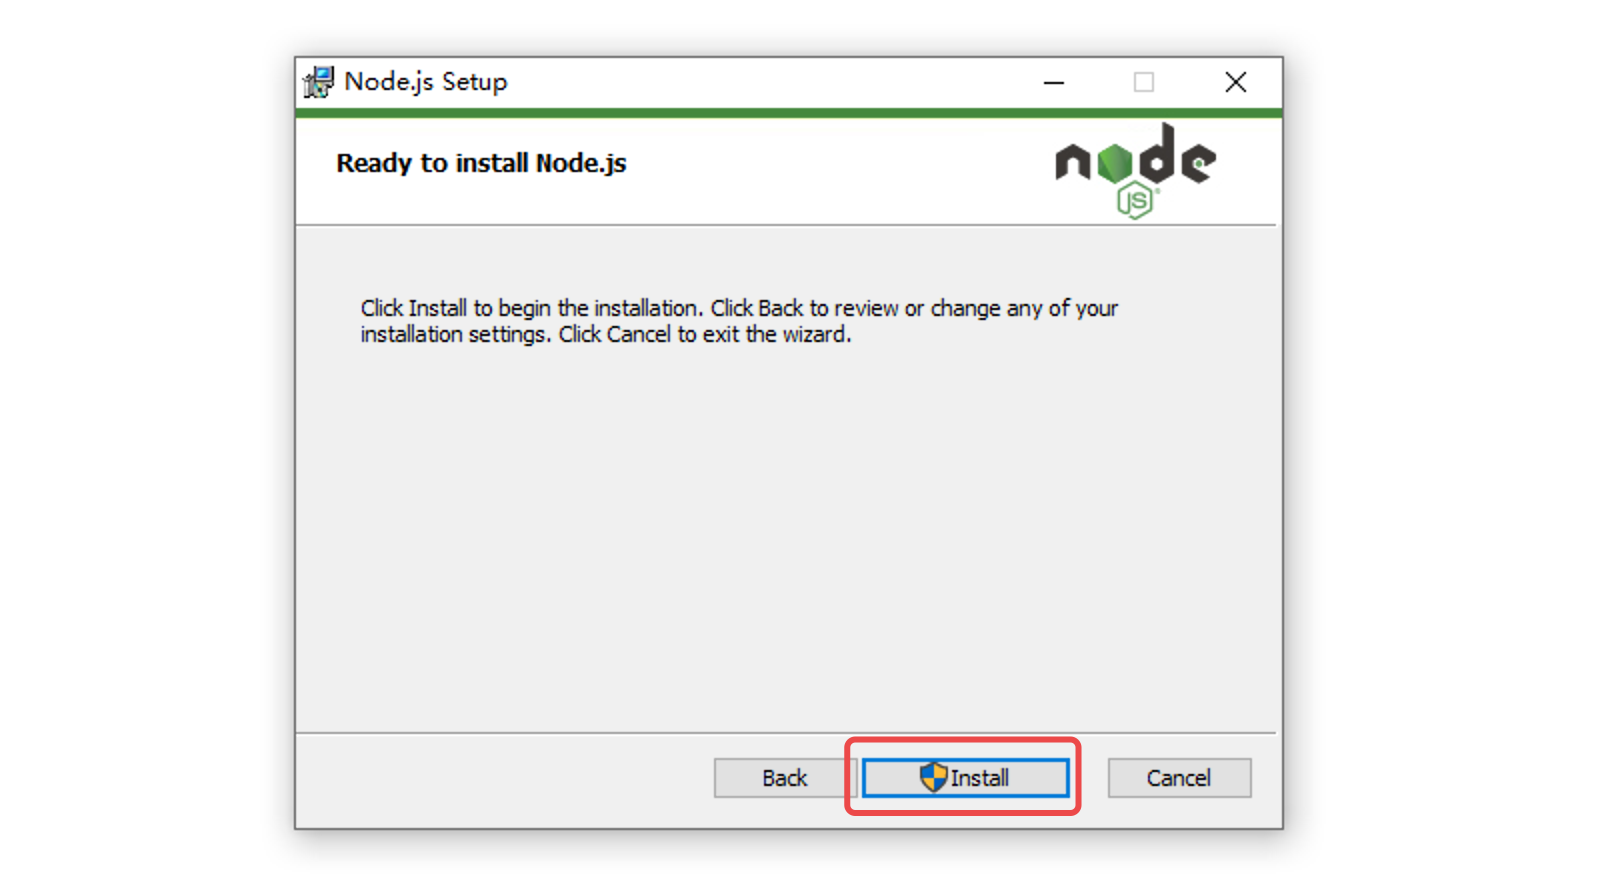 Node.js Setup
Ready to install Node.js
node
JS
Click Install to begin the installation. Click Back to review or change any of your
installation settings. Click Cancel to exit the wizard.
Back
Install
Cancel